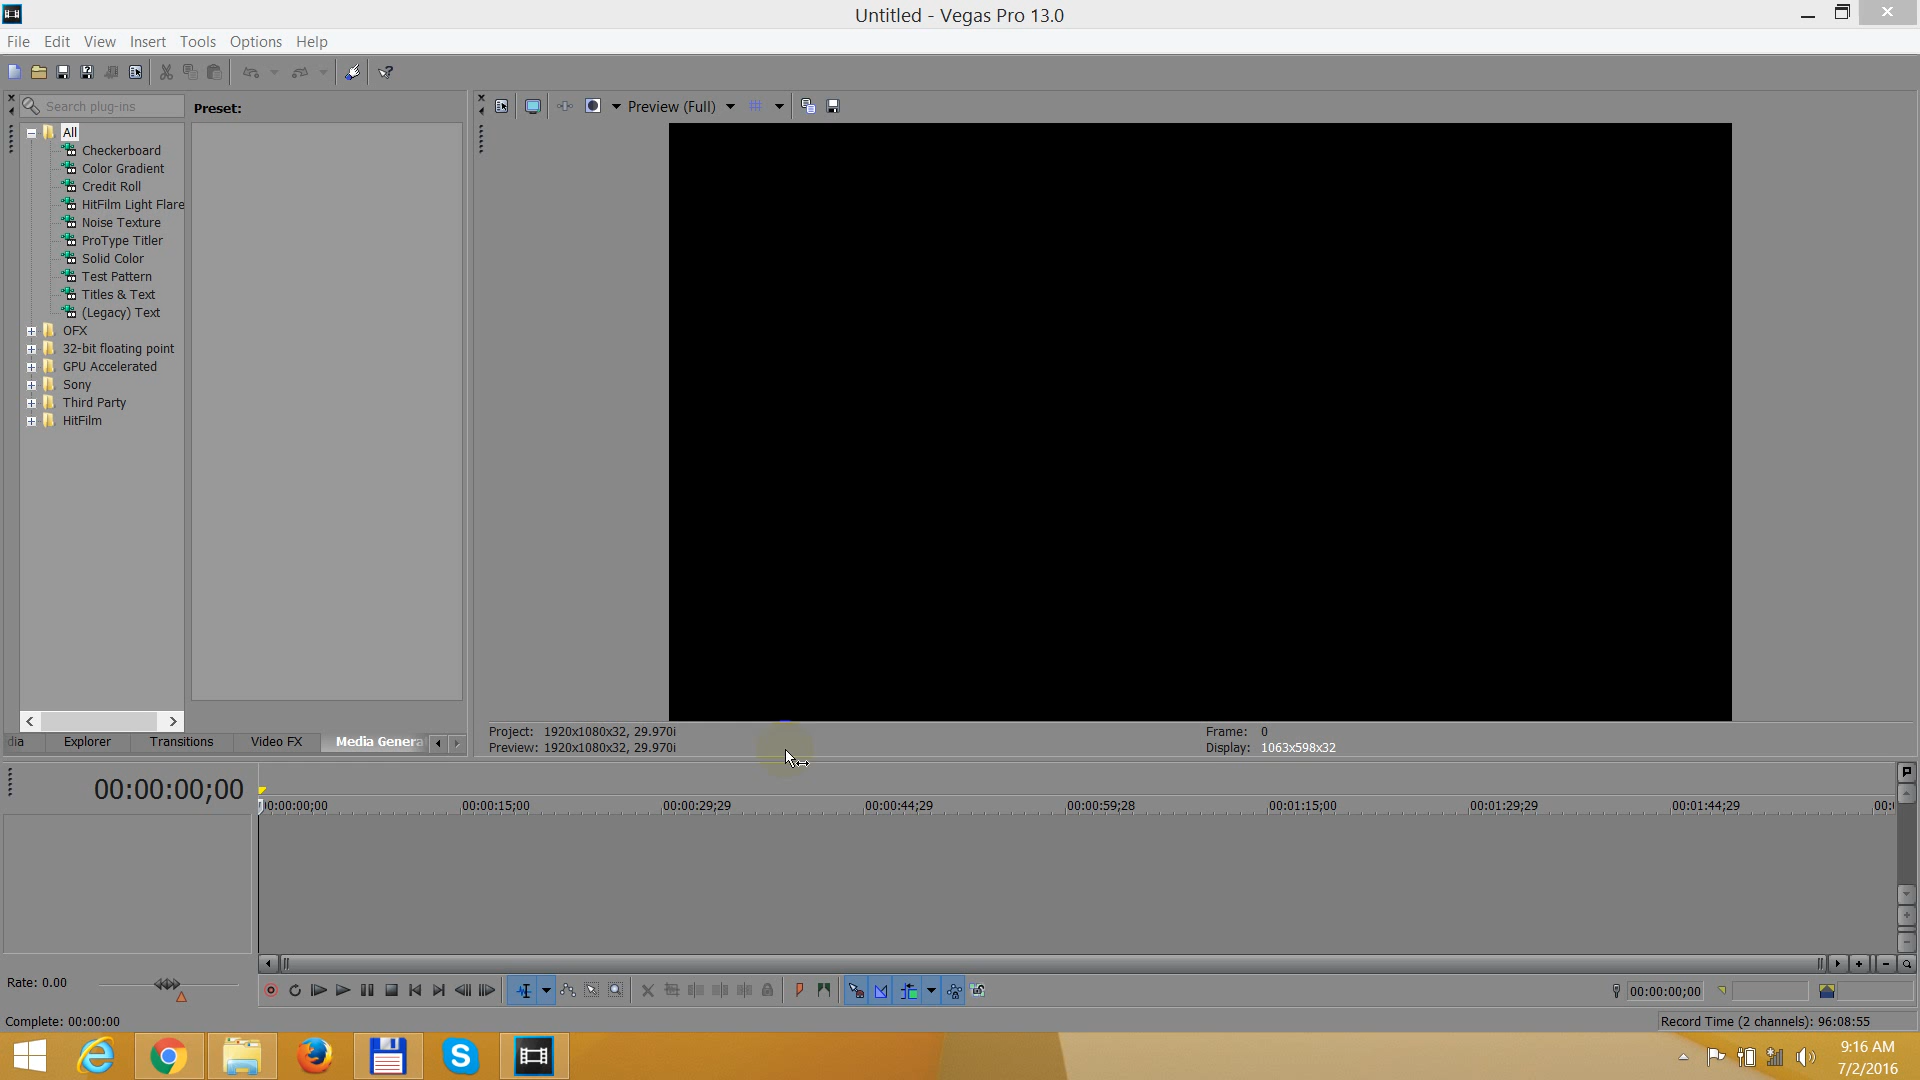 Untitled - Vegas Pro 13.0
File Edit View Insert Tools Options Help
Search plug-ins
Preset:
Preview (Full)
All
Checkerboard
Color Gradient
Credit Roll
HitFilm Light Flare
Noise Texture
ProType Titler
Solid Color
Test Pattern
Titles & Text
(Legacy) Text
OFX
32-bit floating point
GPU Accelerated
Sony
Third Party
HitFilm
dia Explorer Transitions Video FX Media Genera
Project: 1920x1080x32, 29.970i
Preview: 1920x1080x32, 29.970i
Frame: 0
Display: 1063x598x32
00:00:00;00
00:00:00;00 00:00:15;00 00:00:29;29 00:00:44;29 00:00:59;28 00:01:15;00 00:01:29;29 00:01:44;29 00:0
Rate: 0.00
00:00:00;00
Complete: 00:00:00
Record Time (2 channels): 96:08:55
9:16 AM
7/2/2016